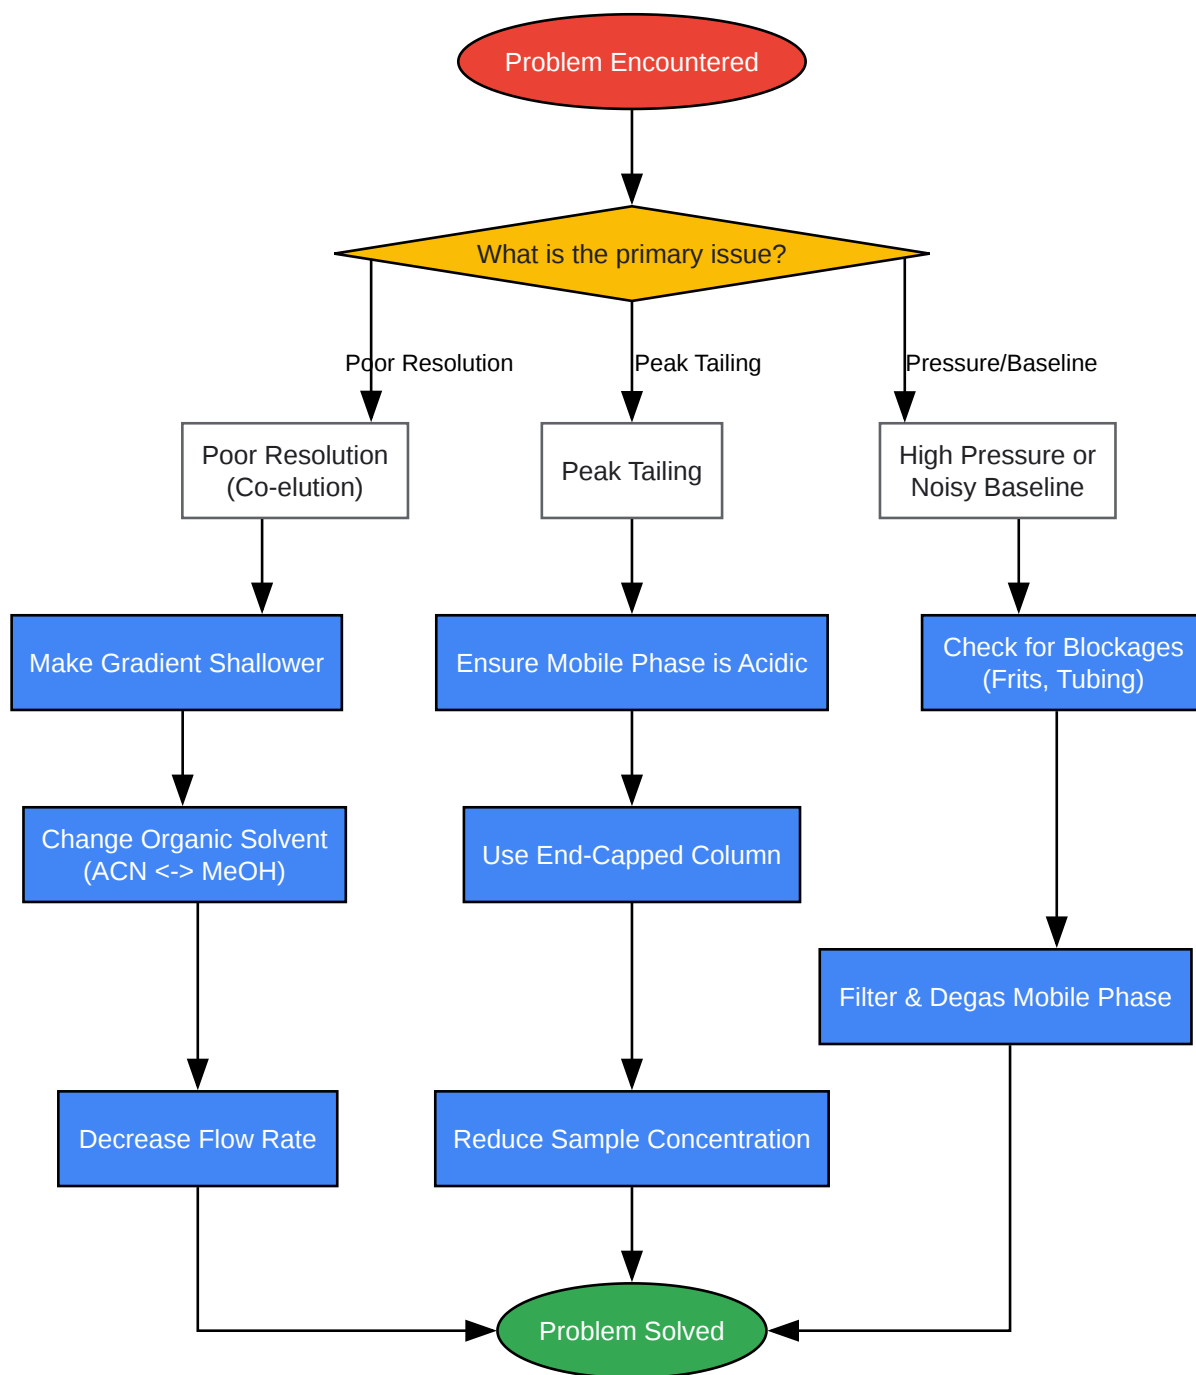 Problem Encountered
What is the primary issue?
Poor Resolution
Peak Tailing
Pressure/Baseline
Poor Resolution
(Co-elution)
Peak Tailing
High Pressure or
Noisy Baseline
Make Gradient Shallower
Ensure Mobile Phase is Acidic
Check for Blockages
(Frits, Tubing)
Change Organic Solvent
(ACN <-> MeOH)
Use End-Capped Column
Filter & Degas Mobile Phase
Decrease Flow Rate
Reduce Sample Concentration
Problem Solved